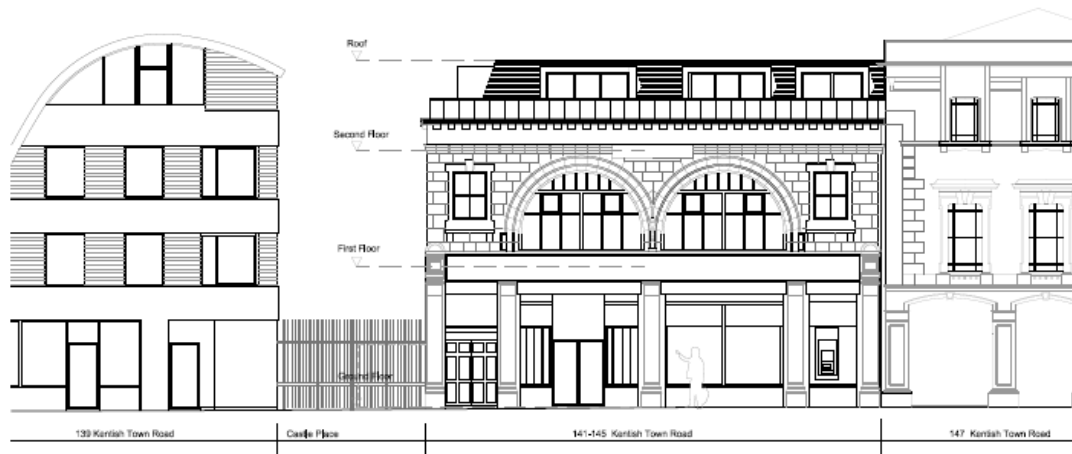 Roof
Second Floor
First Floor
Ground Floor
139 Kentish Town Road
Castle Place
141-145 Kentish Town Road
147 Kentish Town Road